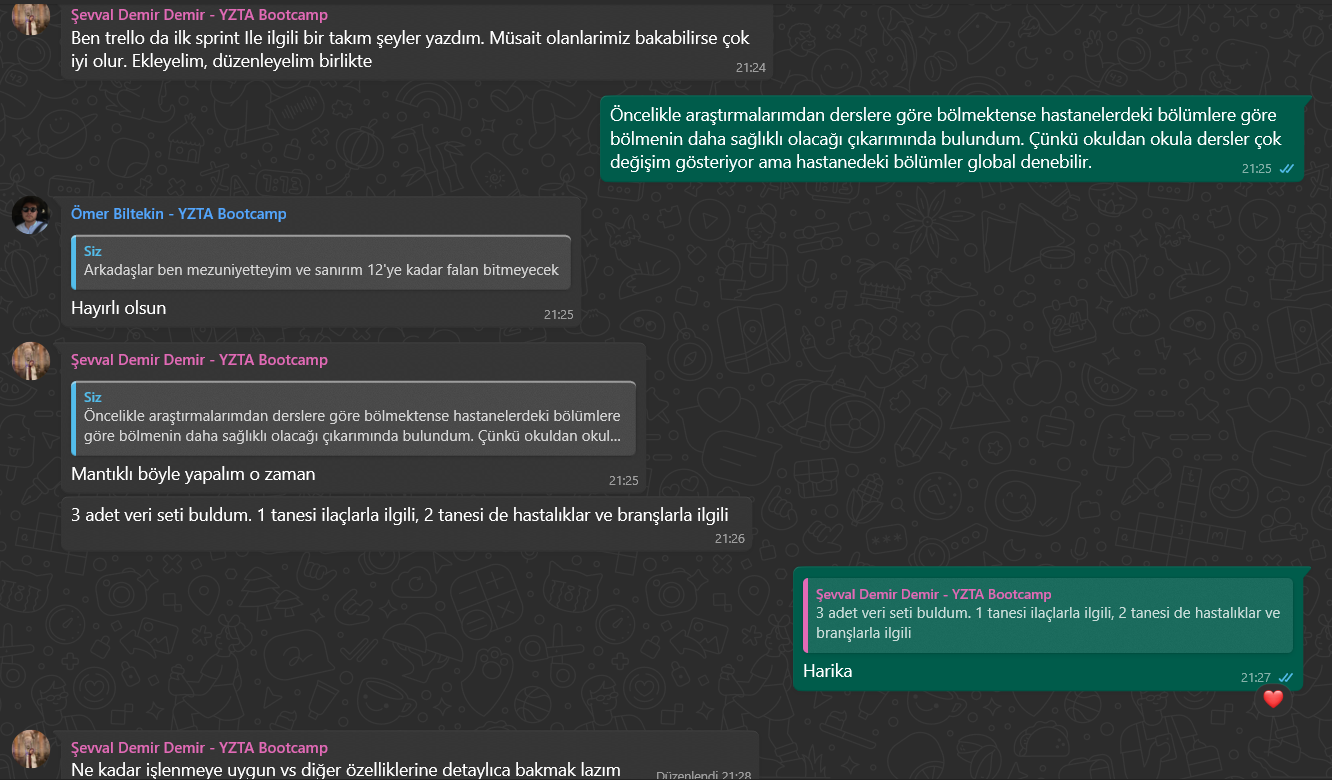 Şevval Demir Demir - YZTA Bootcamp
Ben trello da ilk sprint Ile ilgili bir takım şeyler yazdım. Müsait olanlarimiz bakabilirse çok
iyi olur. Ekleyelim, düzenleyelim birlikte
21:24
Öncelikle araştırmalarımdan derslere göre bölmektense hastanelerdeki bölümlere göre
bölmenin daha sağlıklı olacağı çıkarımında bulundum. Çünkü okuldan okula dersler çok
değişim gösteriyor ama hastanedeki bölümler global denebilir.
21:25
Ömer Biltekin - YZTA Bootcamp
Siz
Arkadaşlar ben mezuniyetteyim ve sanırım 12'ye kadar falan bitmeyecek
Hayırlı olsun
21:25
Şevval Demir Demir - YZTA Bootcamp
Siz
Öncelikle araştırmalarımdan derslere göre bölmektense hastanelerdeki bölümlere
göre bölmenin daha sağlıklı olacağı çıkarımında bulundum. Çünkü okuldan okul...
Mantıklı böyle yapalım o zaman
21:25
3 adet veri seti buldum. 1 tanesi ilaçlarla ilgili, 2 tanesi de hastalıklar ve branşlarla ilgili
21:26
Şevval Demir Demir - YZTA Bootcamp
3 adet veri seti buldum. 1 tanesi ilaçlarla ilgili, 2 tanesi de hastalıklar ve
branşlarla ilgili
Harika
21:27
Şevval Demir Demir - YZTA Bootcamp
Ne kadar işlenmeye uygun vs diğer özelliklerine detaylıca bakmak lazım
Düzenlendi 21:28